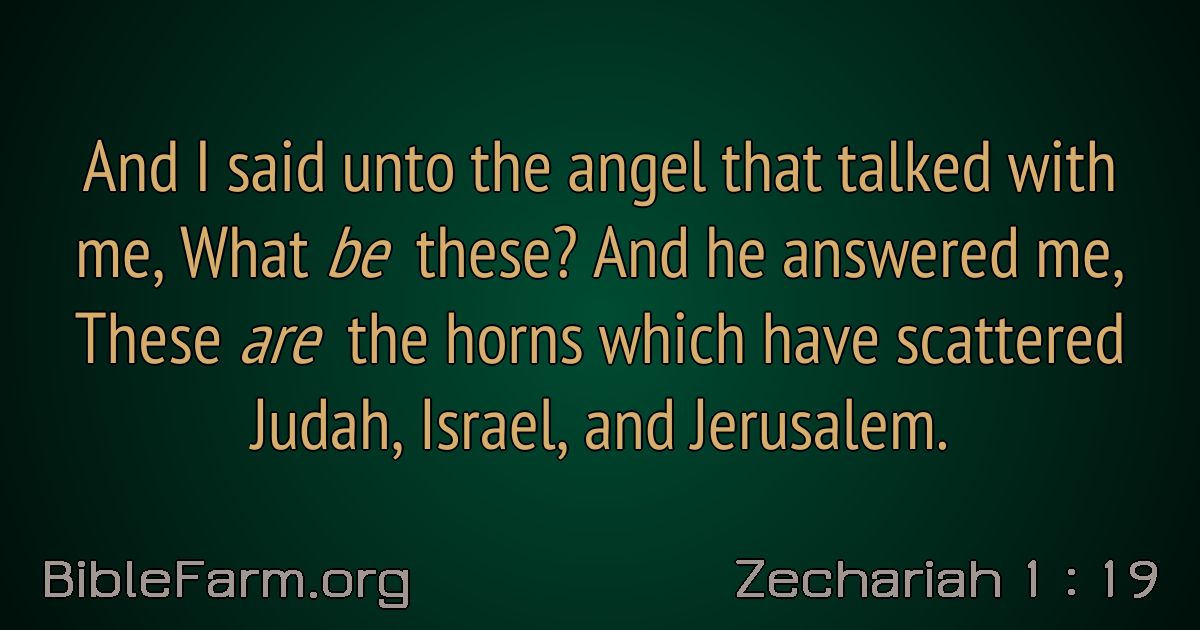 And I said unto the angel that talked with
me, What be these? And he answered me,
These are the horns which have scattered
Judah, Israel, and Jerusalem.
BibleFarm.org
Zechariah 1 : 19